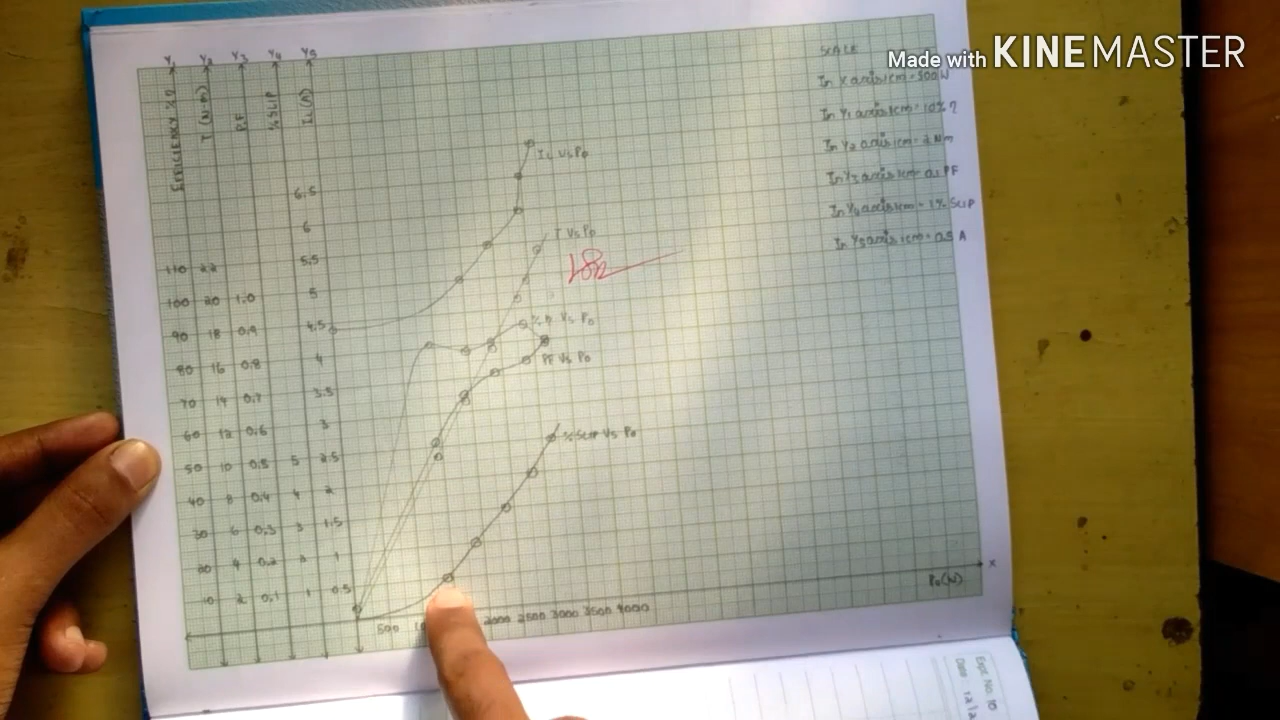 Made with KINEMASTER
SCALE
In X axis 1cm = 500W
In Y1 axis 1cm = 10% η
In Y2 axis 1cm = 2 Nm
In Y3 axis 1cm = 0.1 PF
In Y4 axis 1cm = 1% SLIP
In Y5 axis 1cm = 0.5 A
Y1 Y2 Y3 Y4 Y5
EFFICIENCY % η
T (N-m)
P.F
% SLIP
IL (A)
IL Vs Po
6.5
6
T Vs Po
110 22 5.5
100 20 1.0 5
90 18 0.9 4.5
% η Vs Po
80 16 0.8 4
PF Vs Po
70 14 0.7 3.5
60 12 0.6 3
% SLIP Vs Po
50 10 0.5 5 2.5
40 8 0.4 4 2
30 6 0.3 3 1.5
20 4 0.2 2 1
10 2 0.1 1 0.5
X
Po(W)
500 2000 2500 3000 3500 4000
Expt. No. 10
Date